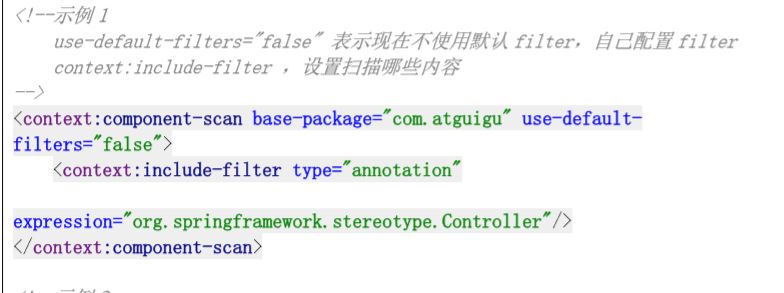 <!--示例 1
use-default-filters="false" 表示现在不使用默认 filter，自己配置 filter
context:include-filter ，设置扫描哪些内容
-->
<context:component-scan base-package="com.atguigu" use-default-
filters="false">
<context:include-filter type="annotation"
expression="org.springframework.stereotype.Controller"/>
</context:component-scan>